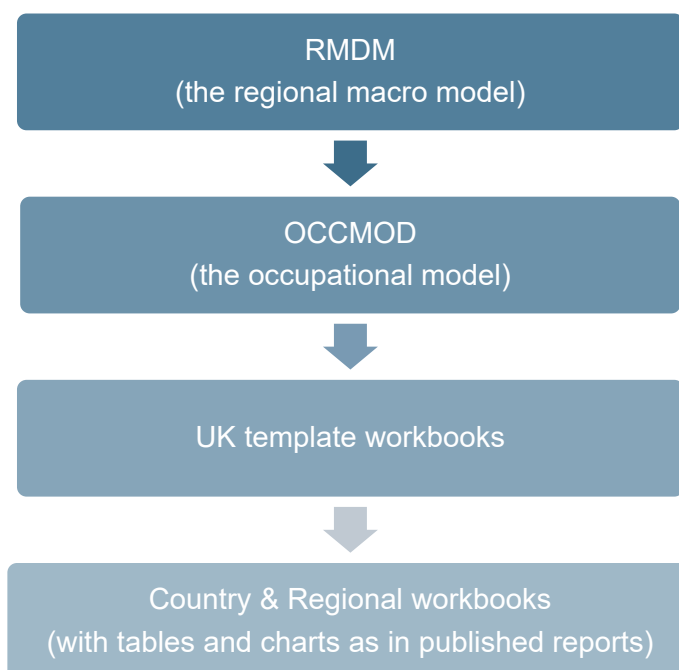 RMDM
(the regional macro model)
OCCMOD
(the occupational model)
UK template workbooks
Country & Regional workbooks
(with tables and charts as in published reports)